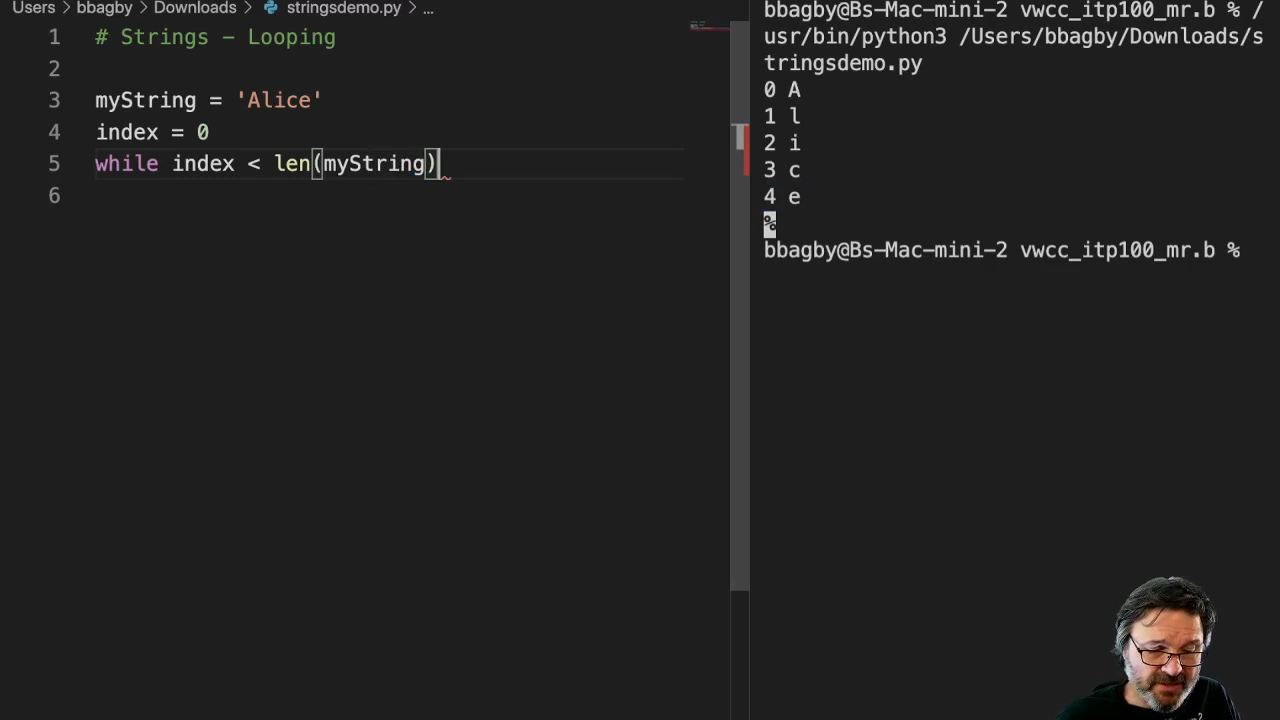 Users > bbagby > Downloads > stringsdemo.py > ...
1 # Strings - Looping
2
3 myString = 'Alice'
4 index = 0
5 while index < len(myString)
6
bbagby@Bs-Mac-mini-2 vwcc_itp100_mr.b % /
usr/bin/python3 /Users/bbagby/Downloads/s
tringsdemo.py
0 A
1 l
2 i
3 c
4 e
%
bbagby@Bs-Mac-mini-2 vwcc_itp100_mr.b %